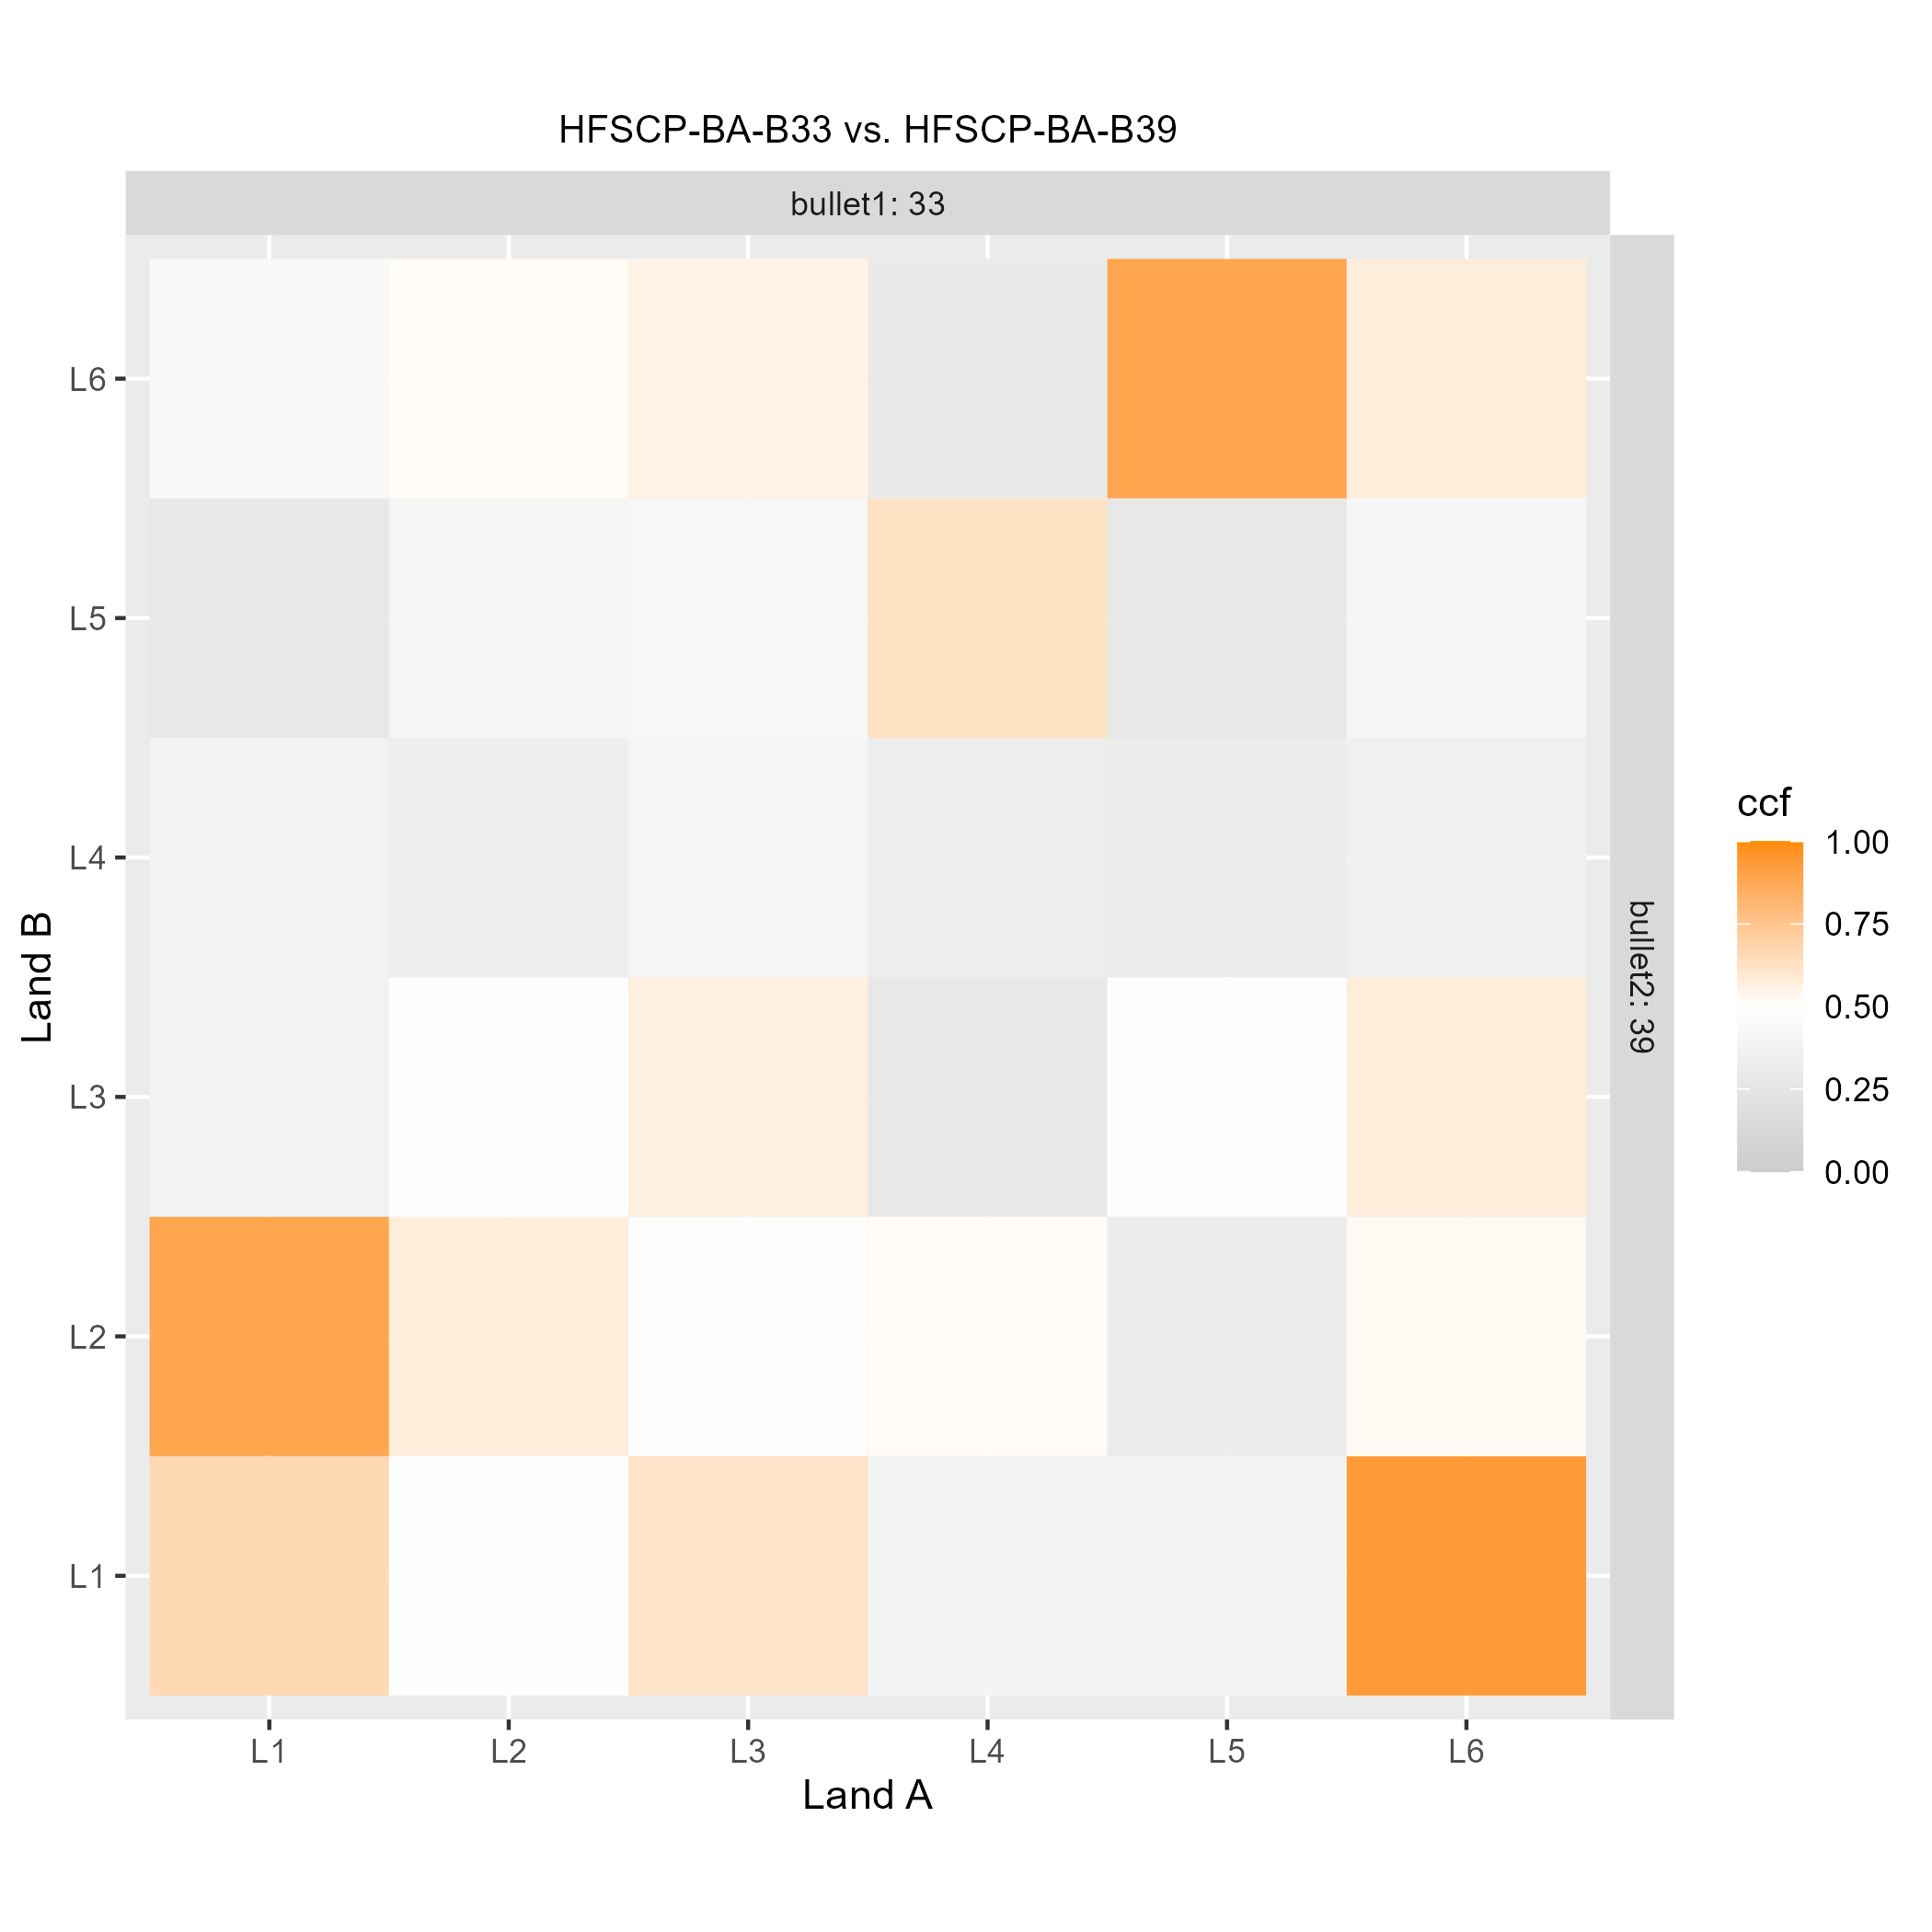 HFSCP-BA-B33 vs. HFSCP-BA-B39
bullet1: 33
L6
L5
L4
L3
L2
L1
Land B
bullet2: 39
L1
L2
L3
L4
L5
L6
Land A
ccf
1.00
0.75
0.50
0.25
0.00